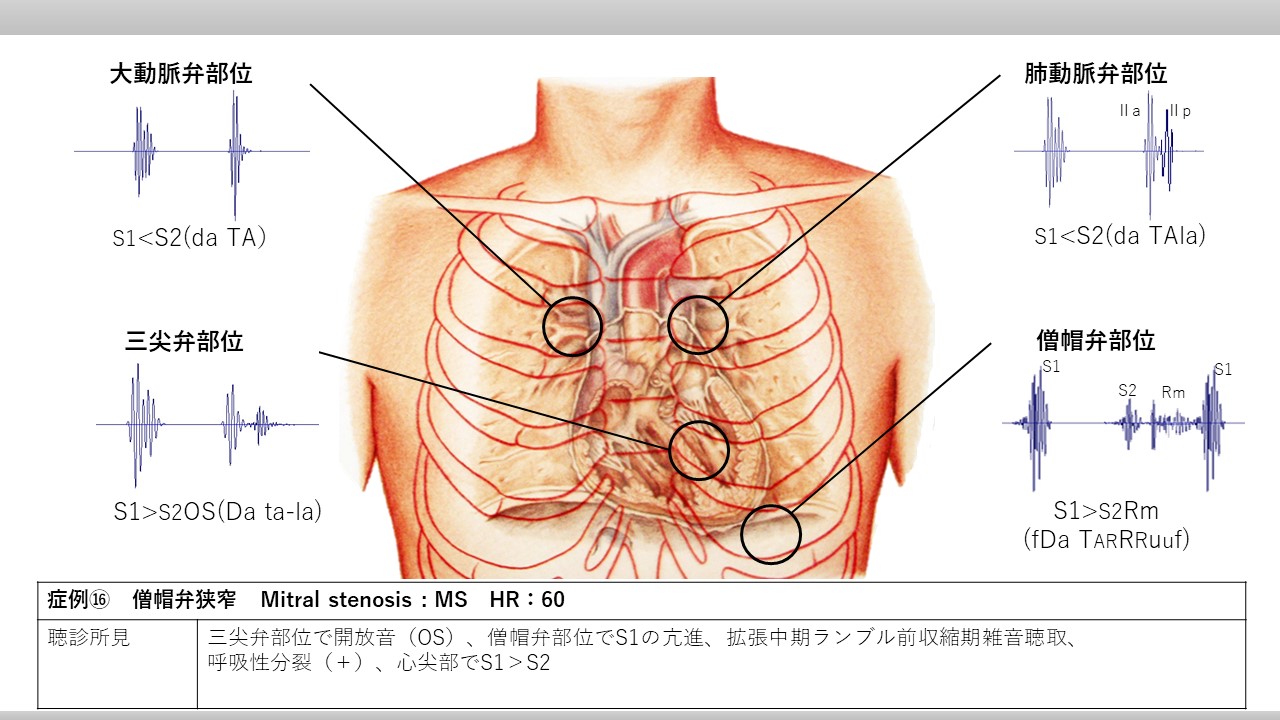 大動脈弁部位
S1<S2(da TA)
肺動脈弁部位
IIa IIp
S1<S2(da TAla)
三尖弁部位
S1>S2OS(Da ta-la)
僧帽弁部位
S1 S2 Rm S1
S1>S2Rm
(fDa TARRRuuf)
症例⑯ 僧帽弁狭窄 Mitral stenosis:MS HR:60
聴診所見
三尖弁部位で開放音（OS）、僧帽弁部位でS1の亢進、拡張中期ランブル前収縮期雑音聴取、
呼吸性分裂（＋）、心尖部でS1＞S2